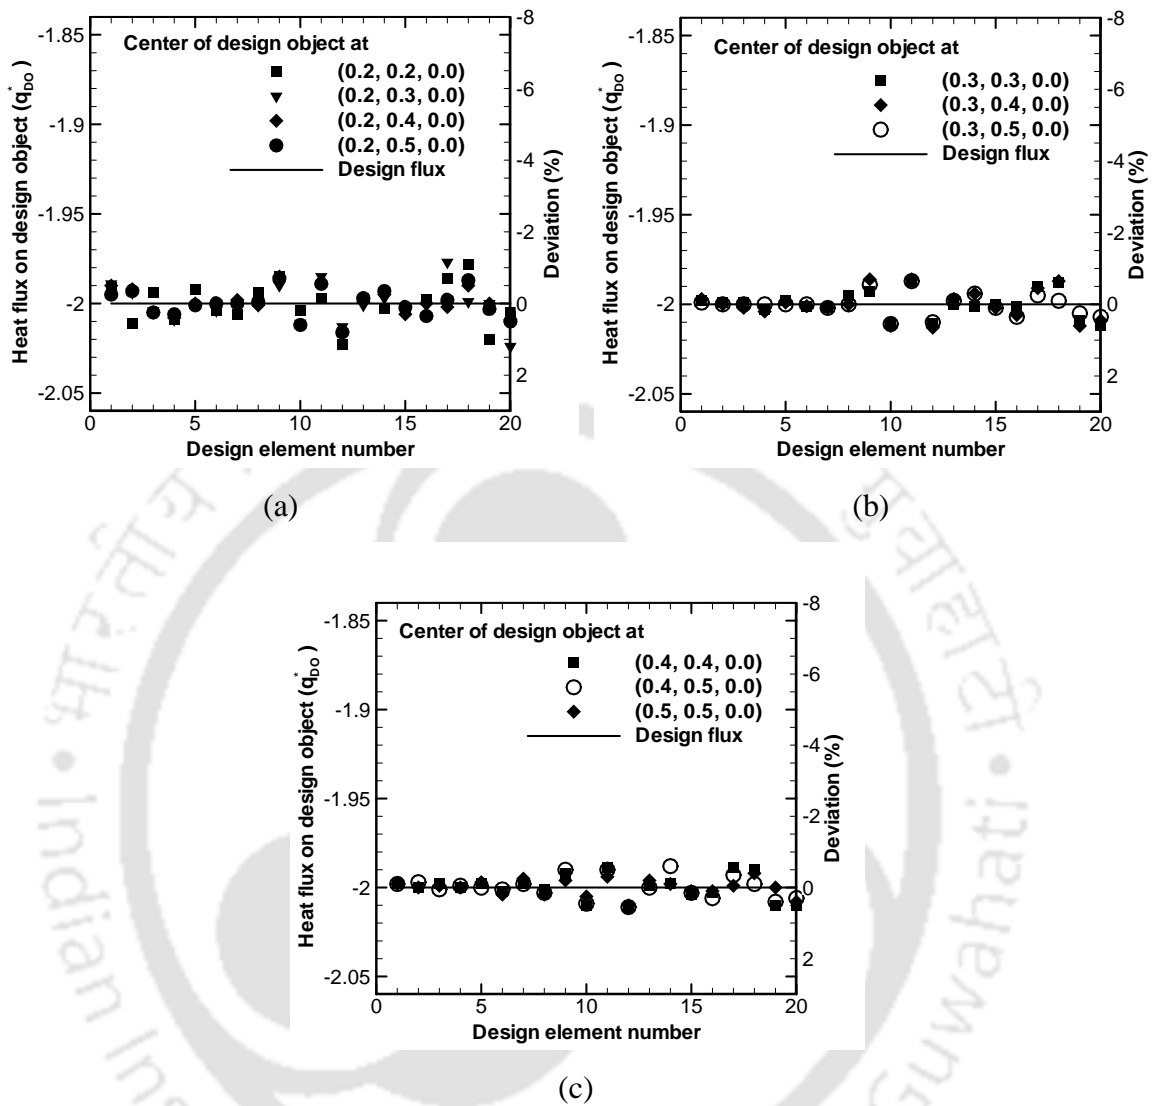 -1.85
-1.9
-1.95
-2
-2.05
Heat flux on design object (q*DO)
Center of design object at
(0.2, 0.2, 0.0)
(0.2, 0.3, 0.0)
(0.2, 0.4, 0.0)
(0.2, 0.5, 0.0)
Design flux
-8
-6
-4
-2
0
2
Deviation (%)
0 5 10 15 20
Design element number
(a)
-1.85
-1.9
-1.95
-2
-2.05
Heat flux on design object (q*DO)
Center of design object at
(0.3, 0.3, 0.0)
(0.3, 0.4, 0.0)
(0.3, 0.5, 0.0)
Design flux
-8
-6
-4
-2
0
2
Deviation (%)
0 5 10 15 20
Design element number
(b)
-1.85
-1.9
-1.95
-2
-2.05
Heat flux on design object (q*DO)
Center of design object at
(0.4, 0.4, 0.0)
(0.4, 0.5, 0.0)
(0.5, 0.5, 0.0)
Design flux
-8
-6
-4
-2
0
2
Deviation (%)
0 5 10 15 20
Design element number
(c)
भारतीय
गुवाहाटी
Indian Ins
Guwahati